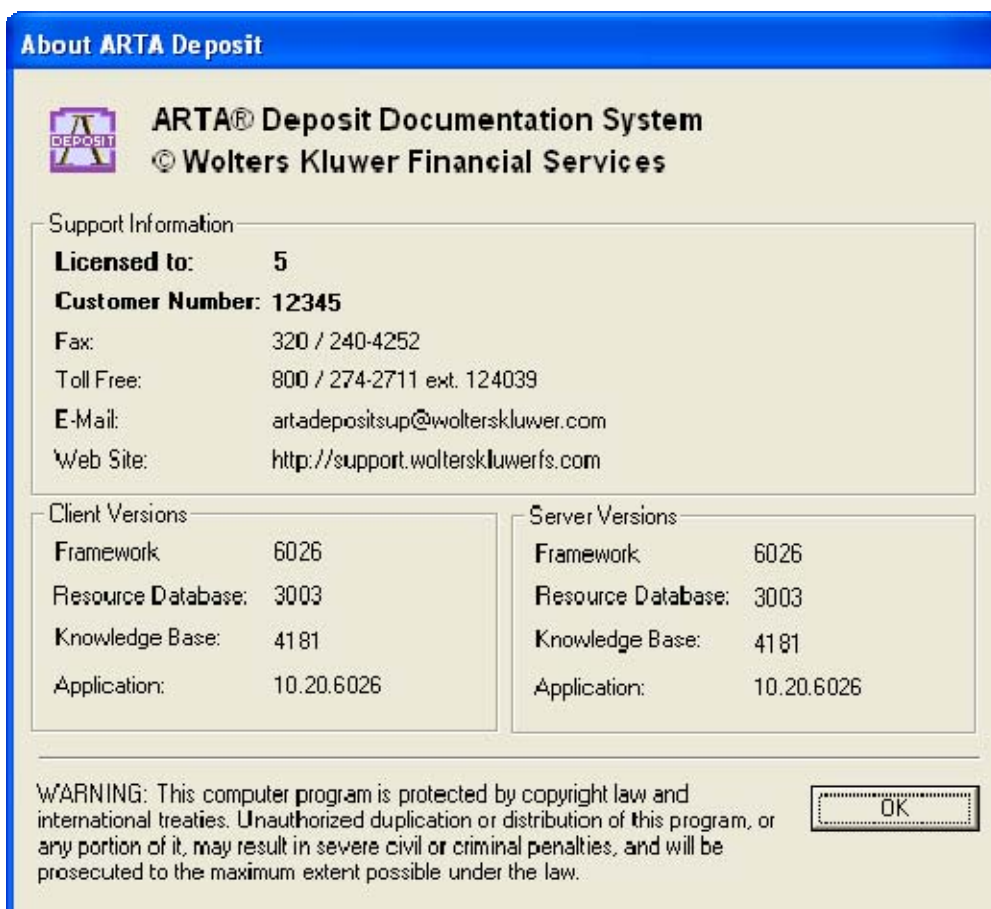 About ARTA Deposit
DEPOSIT
A
ARTA® Deposit Documentation System
© Wolters Kluwer Financial Services
Support Information
Licensed to: 5
Customer Number: 12345
Fax: 320 / 240-4252
Toll Free: 800 / 274-2711 ext. 124039
E-Mail: artadepositsup@wolterskluwer.com
Web Site: http://support.wolterskluwerfs.com
Client Versions
Framework 6026
Resource Database: 3003
Knowledge Base: 4181
Application: 10.20.6026
Server Versions
Framework 6026
Resource Database: 3003
Knowledge Base: 4181
Application: 10.20.6026
WARNING: This computer program is protected by copyright law and
international treaties. Unauthorized duplication or distribution of this program, or
any portion of it, may result in severe civil or criminal penalties, and will be
prosecuted to the maximum extent possible under the law.
OK